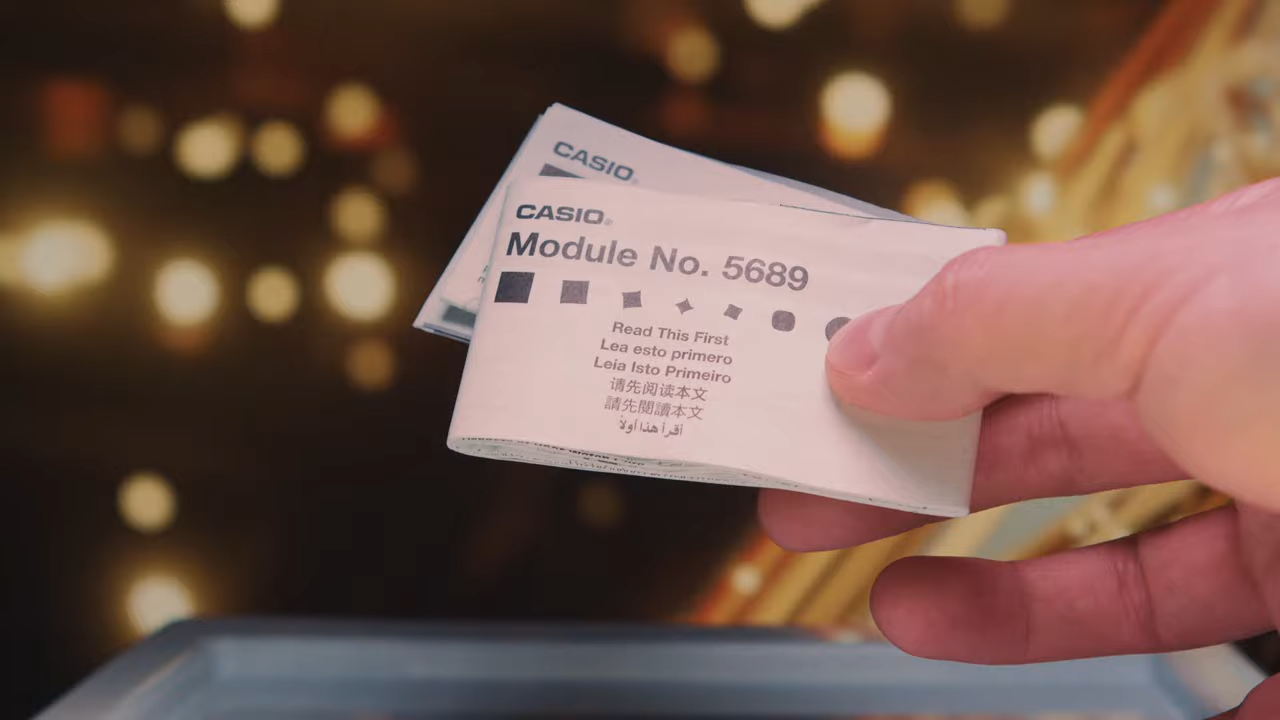 CASIO
CASIO®
Module No. 5689
Read This First
Lea esto primero
Leia Isto Primeiro
请先阅读本文
請先閱讀本文
أقرأ هذا أولاً